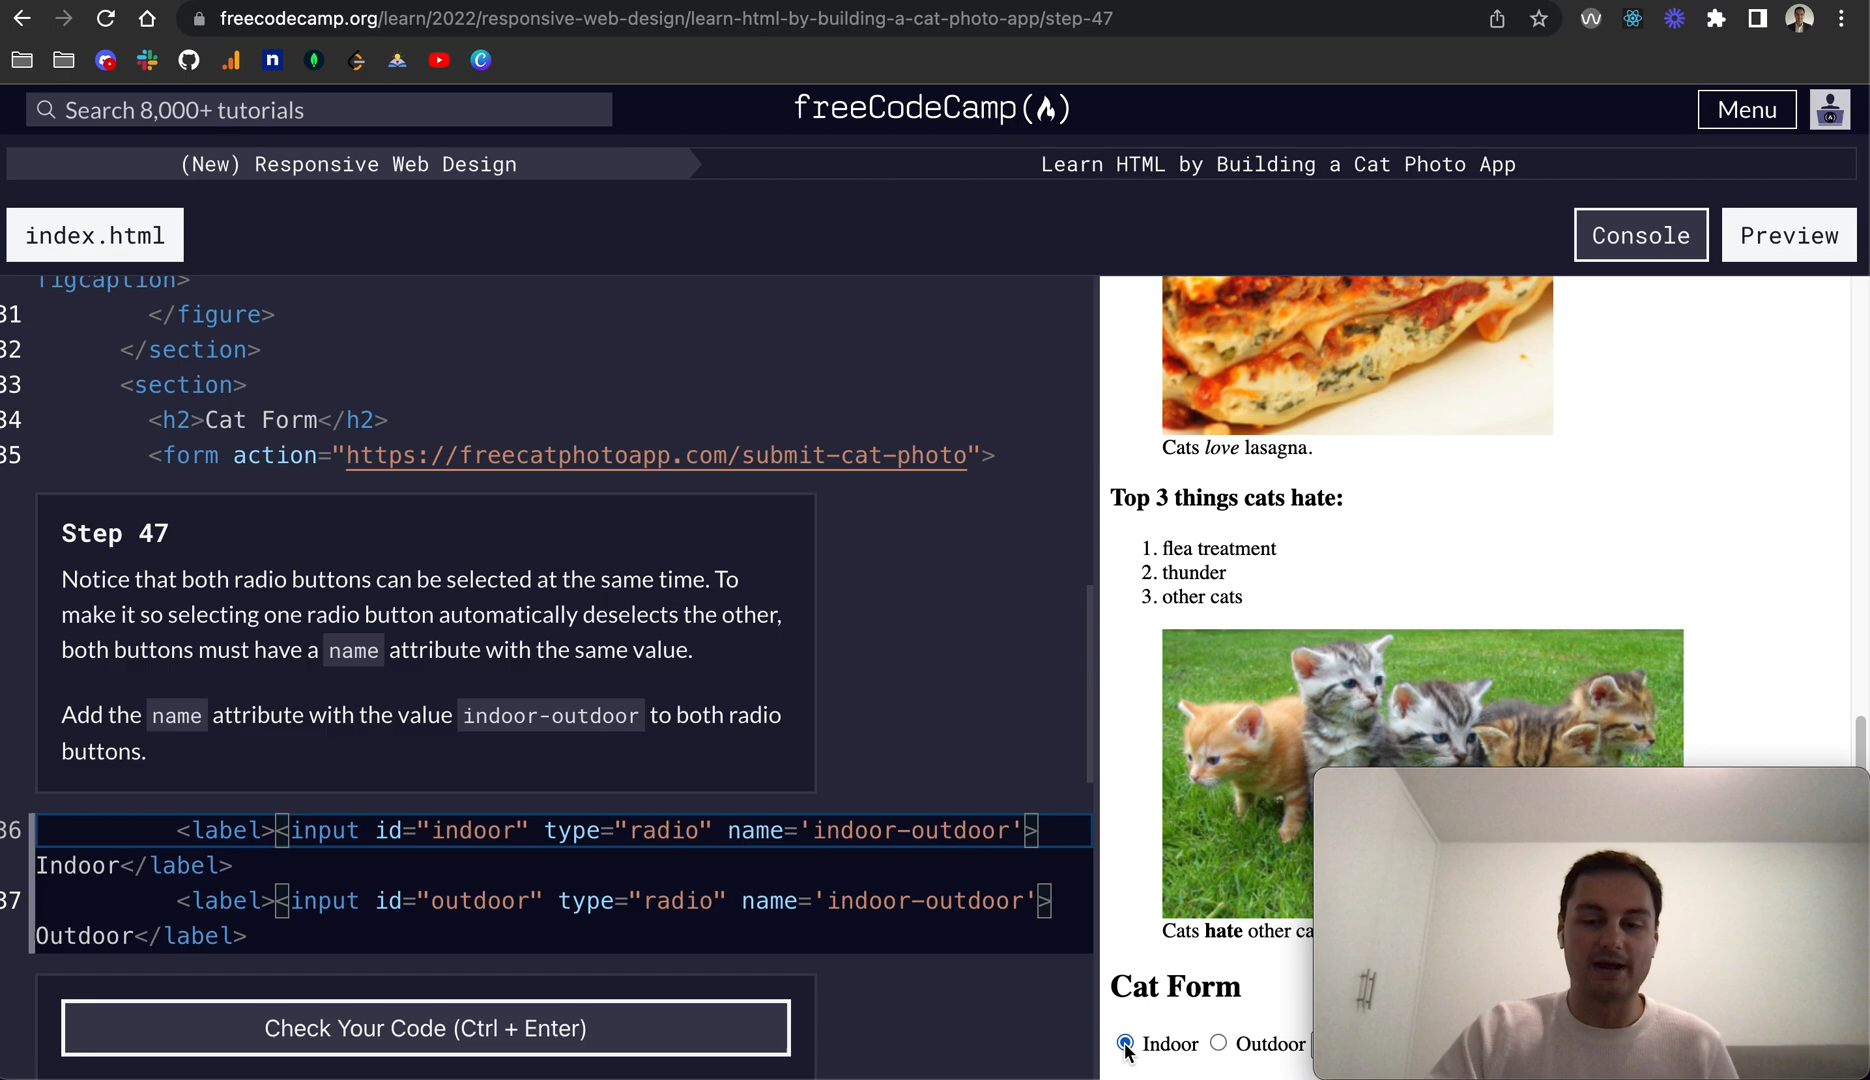 freecodecamp.org/learn/2022/responsive-web-design/learn-html-by-building-a-cat-photo-app/step-47
Search 8,000+ tutorials
freeCodeCamp
Menu
(New) Responsive Web Design
Learn HTML by Building a Cat Photo App
index.html
Console
Preview
figcaption>
31 </figure>
32 </section>
33 <section>
34 <h2>Cat Form</h2>
35 <form action="https://freecatphotoapp.com/submit-cat-photo">
Step 47
Notice that both radio buttons can be selected at the same time. To
make it so selecting one radio button automatically deselects the other,
both buttons must have a name attribute with the same value.
Add the name attribute with the value indoor-outdoor to both radio
buttons.
36 <label><input id="indoor" type="radio" name='indoor-outdoor'>
Indoor</label>
37 <label><input id="outdoor" type="radio" name='indoor-outdoor'>
Outdoor</label>
Check Your Code (Ctrl + Enter)
Cats love lasagna.
Top 3 things cats hate:
1. flea treatment
2. thunder
3. other cats
Cats hate other
Cat Form
Indoor Outdoor